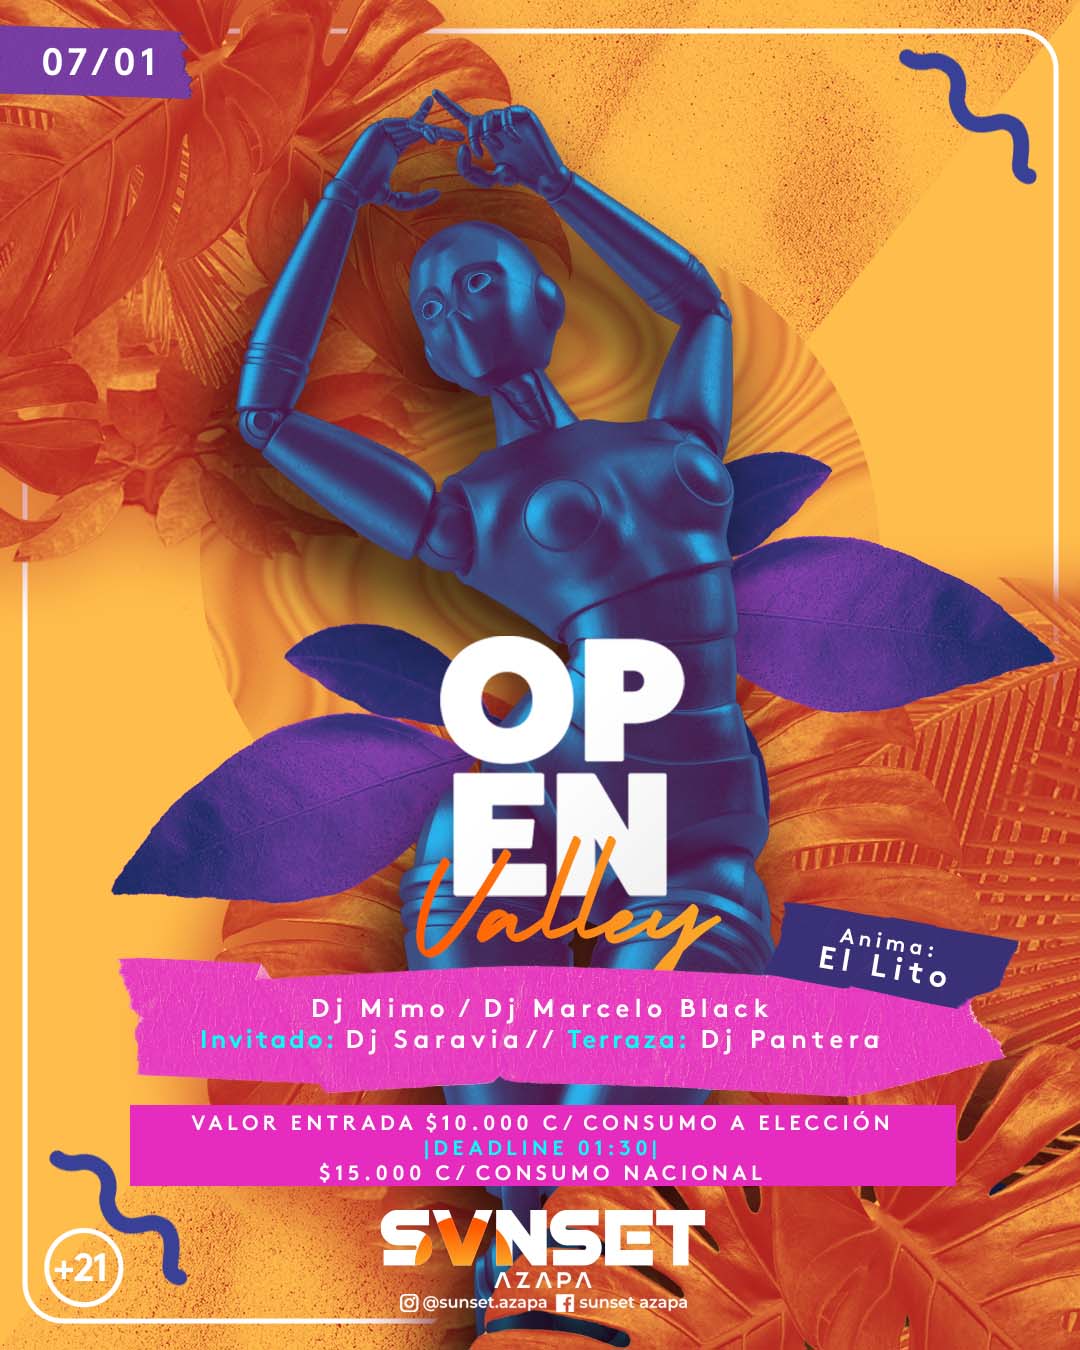 07/01
OP
EN
Valley
Anima:
El Lito
Dj Mimo / Dj Marcelo Black
Invitado: Dj Saravia// Terraza: Dj Pantera
VALOR ENTRADA $10.000 C/ CONSUMO A ELECCIÓN
|DEADLINE 01:30|
$15.000 C/ CONSUMO NACIONAL
SVNSET
AZAPA
+21
@sunset.azapa sunset azapa